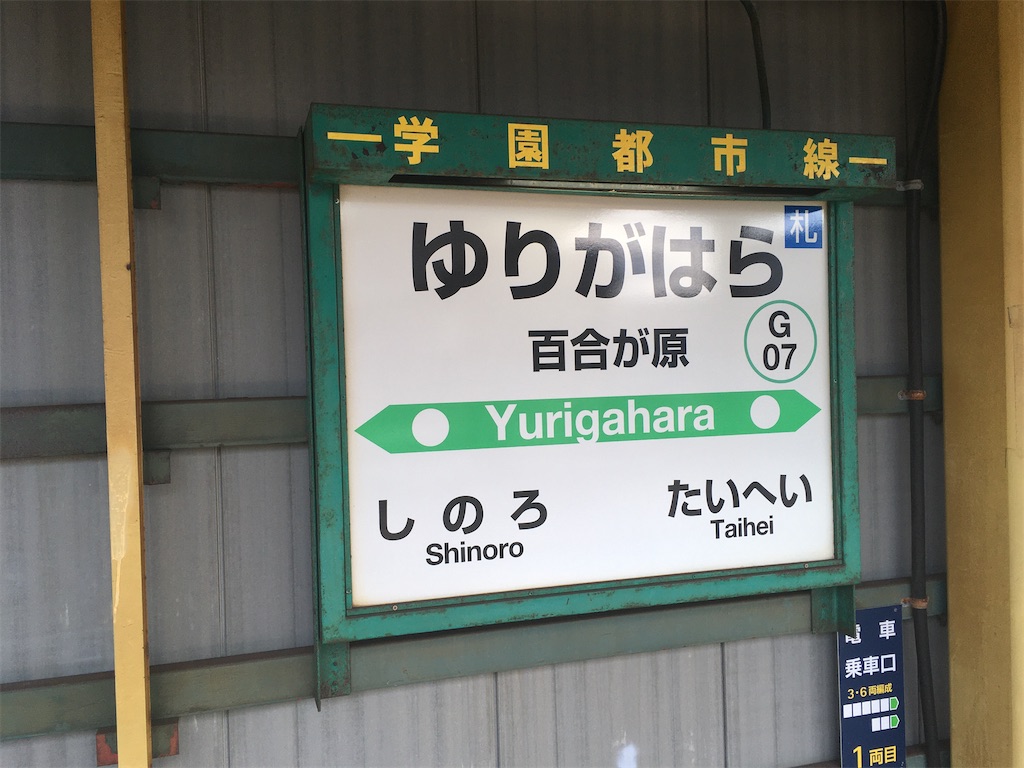 学園都市線
札
ゆりがはら
百合が原
G
07
Yurigahara
しのろ
Shinoro
たいへい
Taihei
電車
乗車口
3・6両編成
1両目